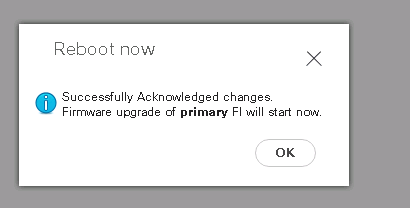 Reboot now
Successfully Acknowledged changes.
Firmware upgrade of primary FI will start now.
OK